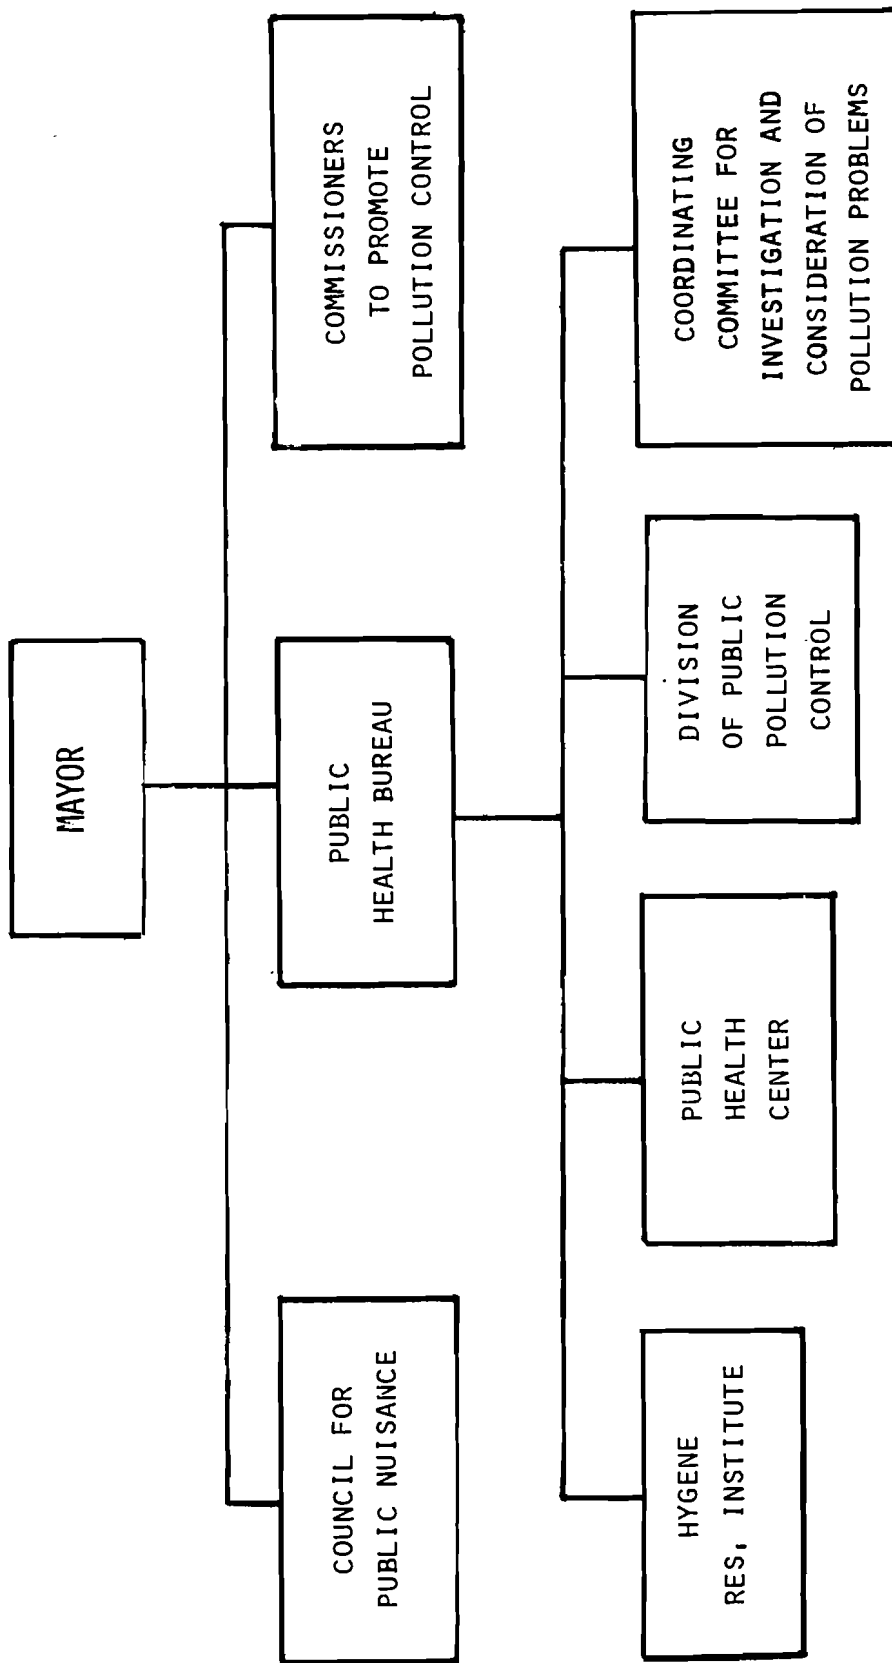 MAYOR
COUNCIL FOR
PUBLIC NUISANCE
PUBLIC
HEALTH BUREAU
COMMISSIONERS
TO PROMOTE
POLLUTION CONTROL
HYGENE
RES, INSTITUTE
PUBLIC
HEALTH
CENTER
DIVISION
OF PUBLIC
POLLUTION
CONTROL
COORDINATING
COMMITTEE FOR
INVESTIGATION AND
CONSIDERATION OF
POLLUTION PROBLEMS